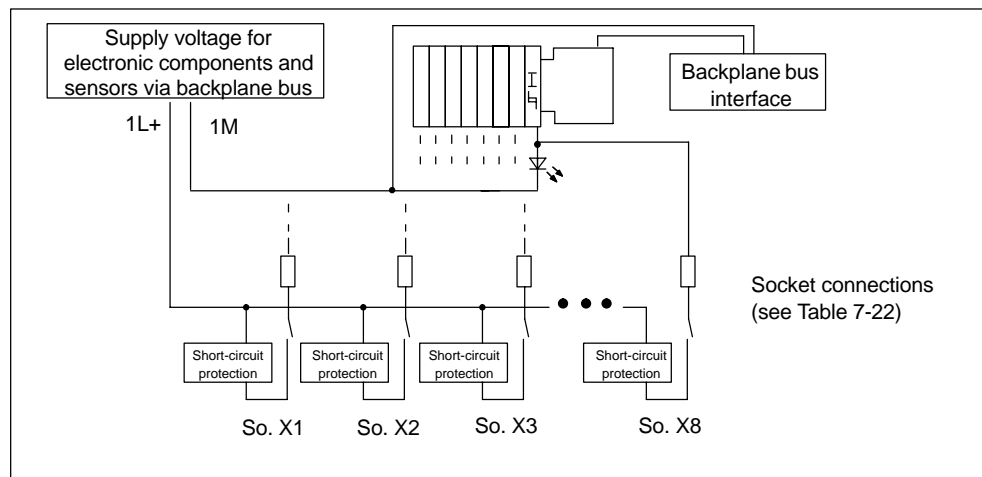 Supply voltage for
electronic components and
sensors via backplane bus
Backplane bus
interface
1L+
1M
Socket connections
(see Table 7-22)
Short-circuit
protection
Short-circuit
protection
Short-circuit
protection
Short-circuit
protection
So. X1
So. X2
So. X3
So. X8